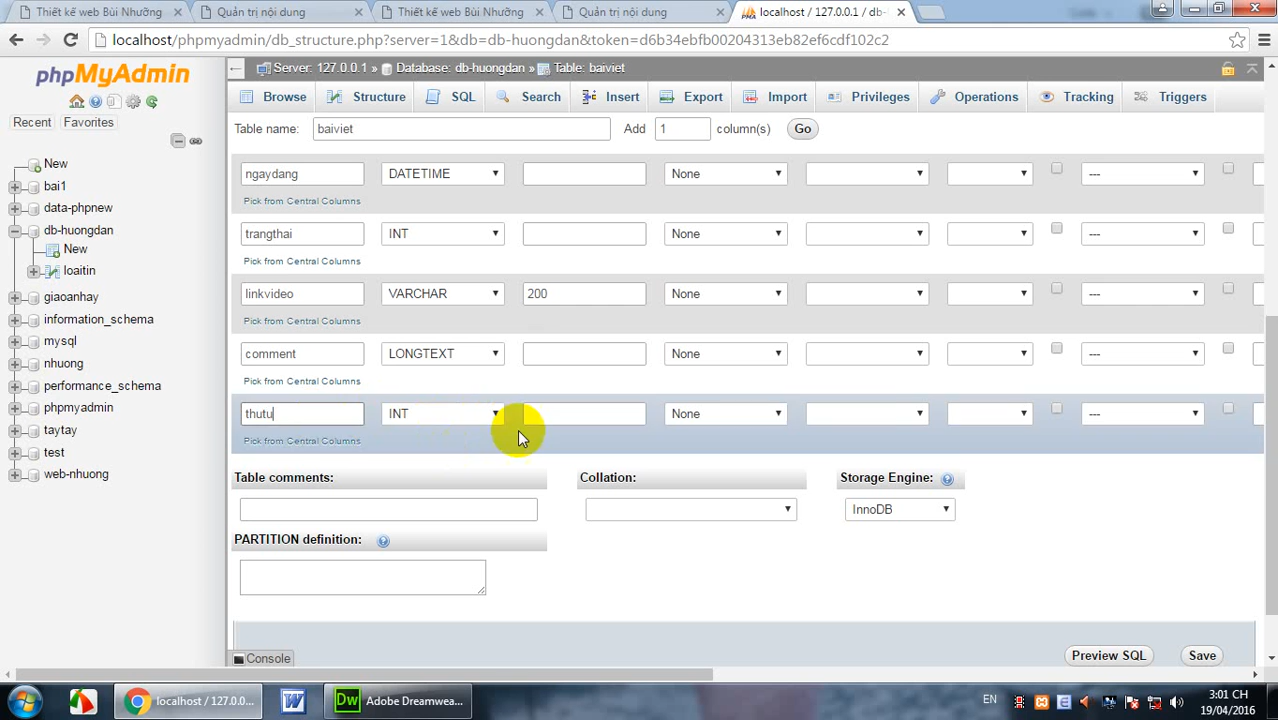 Thiết kế web Bùi Nhưỡng × Quản trị nội dung × Thiết kế web Bùi Nhưỡng × Quản trị nội dung × localhost / 127.0.0.1 / db- ×
localhost/phpmyadmin/db_structure.php?server=1&db=db-huongdan&token=d6b34ebfb00204313eb82ef6cdf102c2
phpMyAdmin
Recent Favorites
New
bai1
data-phpnew
db-huongdan
New
loaitin
giaoanhay
information_schema
mysql
nhuong
performance_schema
phpmyadmin
taytay
test
web-nhuong
Server: 127.0.0.1 » Database: db-huongdan » Table: baiviet
Browse Structure SQL Search Insert Export Import Privileges Operations Tracking Triggers
Table name: baiviet Add 1 column(s) Go
ngaydang DATETIME None ---
Pick from Central Columns
trangthai INT None ---
Pick from Central Columns
linkvideo VARCHAR 200 None ---
Pick from Central Columns
comment LONGTEXT None ---
Pick from Central Columns
thutu INT None ---
Pick from Central Columns
Table comments: Collation: Storage Engine:
InnoDB
PARTITION definition:
Preview SQL Save
Console
localhost / 127.0.0... Adobe Dreamwea... EN 3:01 CH
19/04/2016